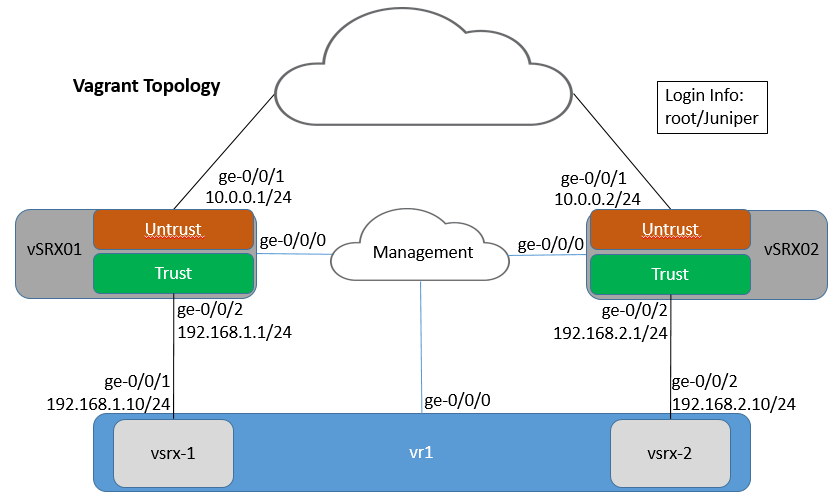 Vagrant Topology
Login Info:
root/Juniper
ge-0/0/1
10.0.0.1/24
ge-0/0/1
10.0.0.2/24
vSRX01
Untrust
Trust
ge-0/0/0
Management
ge-0/0/0
Untrust
Trust
vSRX02
ge-0/0/2
192.168.1.1/24
ge-0/0/2
192.168.2.1/24
ge-0/0/1
192.168.1.10/24
ge-0/0/0
ge-0/0/2
192.168.2.10/24
vsrx-1
vr1
vsrx-2